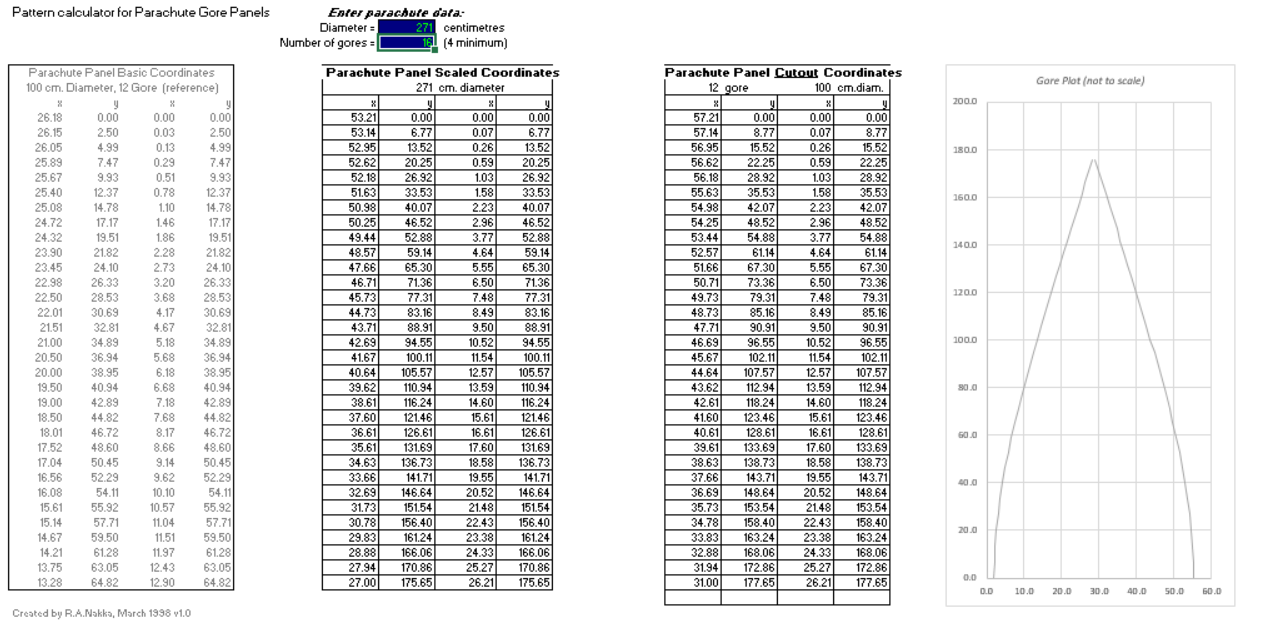 Pattern calculator for Parachute Gore Panels
Enter parachute data:-
Diameter = 271 centimetres
Number of gores = 16 (4 minimum)
Parachute Panel Basic Coordinates
100 cm. Diameter, 12 Gore (reference)
x y x y
26.18 0.00 0.00 0.00
26.15 2.50 0.03 2.50
26.05 4.99 0.13 4.99
25.89 7.47 0.29 7.47
25.67 9.93 0.51 9.93
25.40 12.37 0.78 12.37
25.08 14.78 1.10 14.78
24.72 17.17 1.46 17.17
24.32 19.51 1.86 19.51
23.90 21.82 2.28 21.82
23.45 24.10 2.73 24.10
22.98 26.33 3.20 26.33
22.50 28.53 3.68 28.53
22.01 30.69 4.17 30.69
21.51 32.81 4.67 32.81
21.00 34.89 5.18 34.89
20.50 36.94 5.68 36.94
20.00 38.95 6.18 38.95
19.50 40.94 6.68 40.94
19.00 42.89 7.18 42.89
18.50 44.82 7.68 44.82
18.01 46.72 8.17 46.72
17.52 48.60 8.66 48.60
17.04 50.45 9.14 50.45
16.56 52.29 9.62 52.29
16.08 54.11 10.10 54.11
15.61 55.92 10.57 55.92
15.14 57.71 11.04 57.71
14.67 59.50 11.51 59.50
14.21 61.28 11.97 61.28
13.75 63.05 12.43 63.05
13.28 64.82 12.90 64.82
Created by R.A.Nakka, March 1998 v1.0
Parachute Panel Scaled Coordinates
271 cm. diameter
x y x y
53.21 0.00 0.00 0.00
53.14 6.77 0.07 6.77
52.95 13.52 0.26 13.52
52.62 20.25 0.59 20.25
52.18 26.92 1.03 26.92
51.63 33.53 1.58 33.53
50.98 40.07 2.23 40.07
50.25 46.52 2.96 46.52
49.44 52.88 3.77 52.88
48.57 59.14 4.64 59.14
47.66 65.30 5.55 65.30
46.71 71.36 6.50 71.36
45.73 77.31 7.48 77.31
44.73 83.16 8.49 83.16
43.71 88.91 9.50 88.91
42.69 94.55 10.52 94.55
41.67 100.11 11.54 100.11
40.64 105.57 12.57 105.57
39.62 110.94 13.59 110.94
38.61 116.24 14.60 116.24
37.60 121.46 15.61 121.46
36.61 126.61 16.61 126.61
35.61 131.69 17.60 131.69
34.63 136.73 18.58 136.73
33.66 141.71 19.55 141.71
32.69 146.64 20.52 146.64
31.73 151.54 21.48 151.54
30.78 156.40 22.43 156.40
29.83 161.24 23.38 161.24
28.88 166.06 24.33 166.06
27.94 170.86 25.27 170.86
27.00 175.65 26.21 175.65
Parachute Panel Cutout Coordinates
12 gore 100 cm.diam.
x y x y
57.21 0.00 0.00 0.00
57.14 8.77 0.07 8.77
56.95 15.52 0.26 15.52
56.62 22.25 0.59 22.25
56.18 28.92 1.03 28.92
55.63 35.53 1.58 35.53
54.98 42.07 2.23 42.07
54.25 48.52 2.96 48.52
53.44 54.88 3.77 54.88
52.57 61.14 4.64 61.14
51.66 67.30 5.55 67.30
50.71 73.36 6.50 73.36
49.73 79.31 7.48 79.31
48.73 85.16 8.49 85.16
47.71 90.91 9.50 90.91
46.69 96.55 10.52 96.55
45.67 102.11 11.54 102.11
44.64 107.57 12.57 107.57
43.62 112.94 13.59 112.94
42.61 118.24 14.60 118.24
41.60 123.46 15.61 123.46
40.61 128.61 16.61 128.61
39.61 133.69 17.60 133.69
38.63 138.73 18.58 138.73
37.66 143.71 19.55 143.71
36.69 148.64 20.52 148.64
35.73 153.54 21.48 153.54
34.78 158.40 22.43 158.40
33.83 163.24 23.38 163.24
32.88 168.06 24.33 168.06
31.94 172.86 25.27 172.86
31.00 177.65 26.21 177.65
Gore Plot (not to scale)
200.0
180.0
160.0
140.0
120.0
100.0
80.0
60.0
40.0
20.0
0.0
0.0 10.0 20.0 30.0 40.0 50.0 60.0